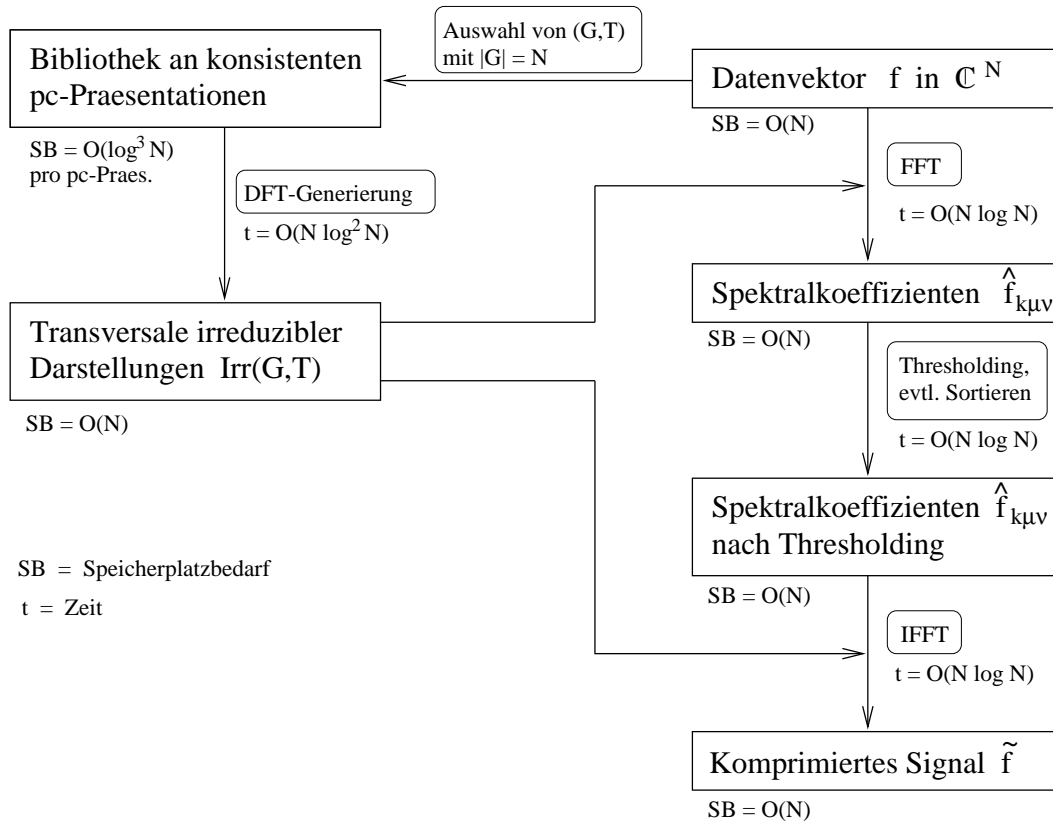 Auswahl von (G,T)
mit |G| = N
Bibliothek an konsistenten
pc-Praesentationen
SB = O(log³ N)
pro pc-Praes.
Datenvektor f in ℂ^N
SB = O(N)
DFT-Generierung
t = O(N log² N)
FFT
t = O(N log N)
Transversale irreduzibler
Darstellungen Irr(G,T)
SB = O(N)
Spektralkoeffizienten f̂kμν
SB = O(N)
Thresholding,
evtl. Sortieren
t = O(N log N)
Spektralkoeffizienten f̂kμν
nach Thresholding
SB = O(N)
SB = Speicherplatzbedarf
t = Zeit
IFFT
t = O(N log N)
Komprimiertes Signal f̃
SB = O(N)